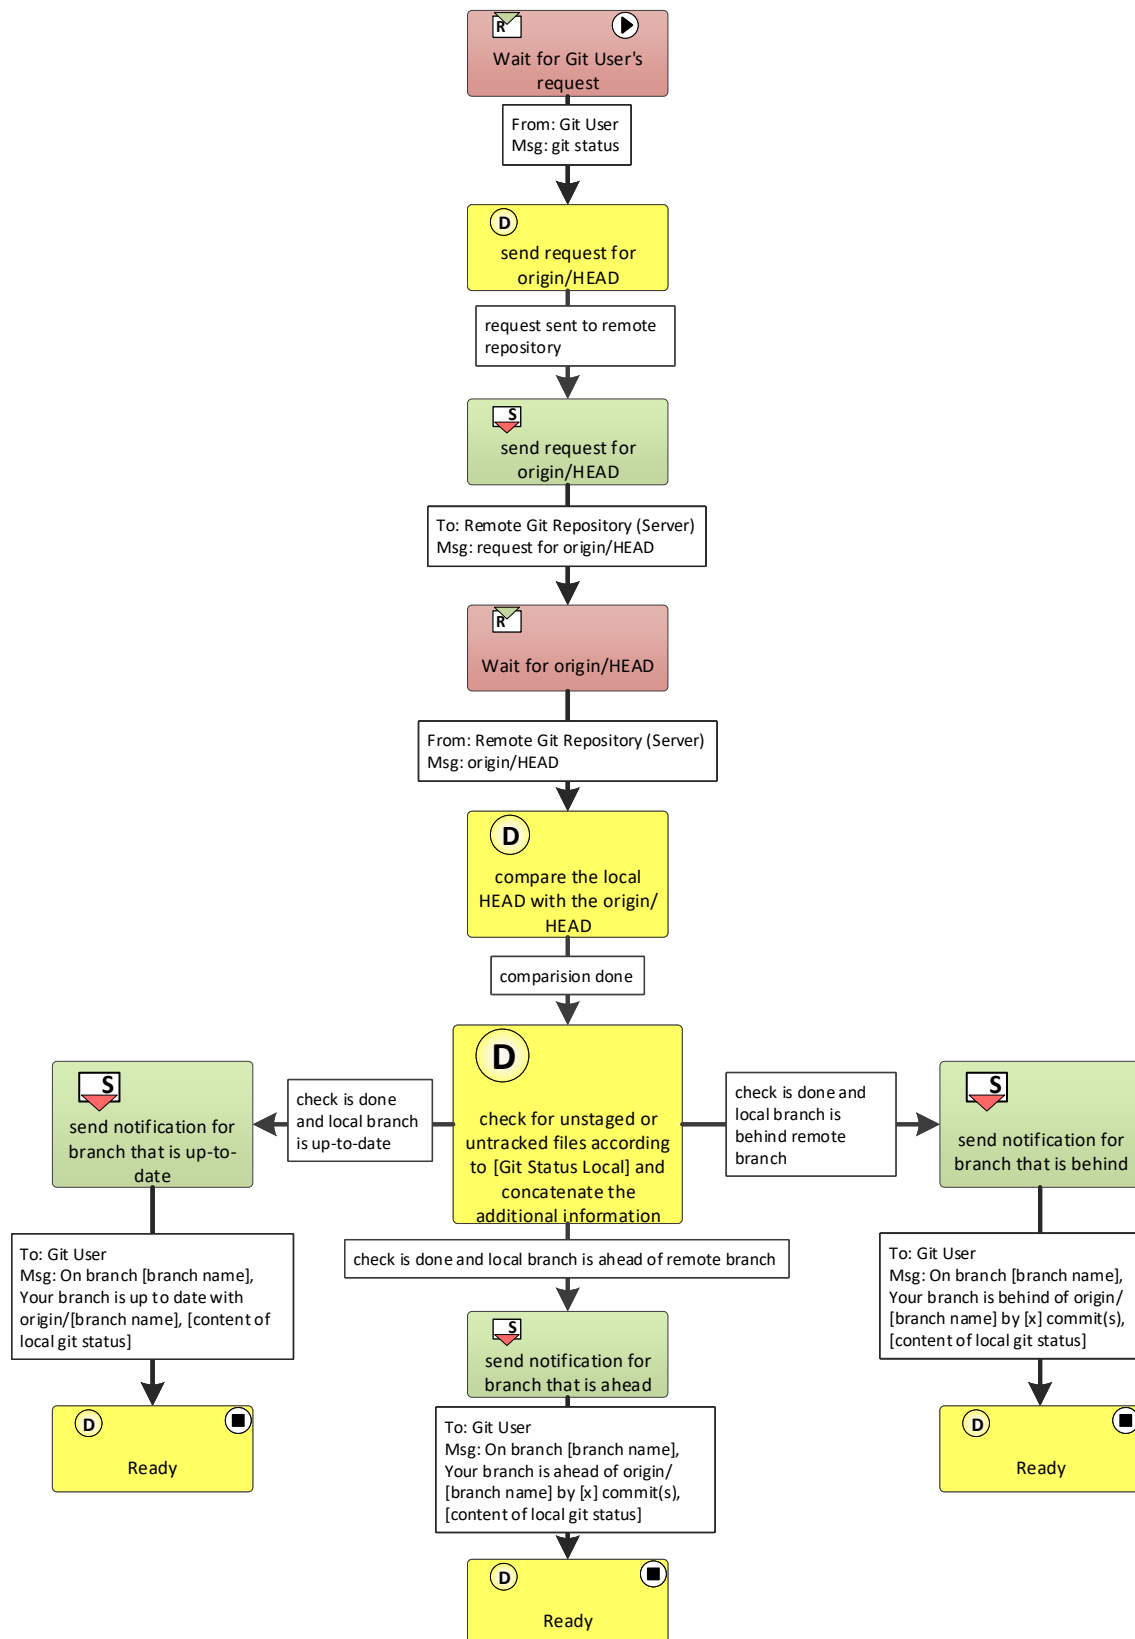 R
Wait for Git User's
request
From: Git User
Msg: git status
D
send request for
origin/HEAD
request sent to remote
repository
S
send request for
origin/HEAD
To: Remote Git Repository (Server)
Msg: request for origin/HEAD
R
Wait for origin/HEAD
From: Remote Git Repository (Server)
Msg: origin/HEAD
D
compare the local
HEAD with the origin/
HEAD
comparision done
D
check for unstaged or
untracked files according
to [Git Status Local] and
concatenate the
additional information
check is done
and local branch
is up-to-date
S
send notification for
branch that is up-to-
date
To: Git User
Msg: On branch [branch name],
Your branch is up to date with
origin/[branch name], [content of
local git status]
D
Ready
check is done and local branch is ahead of remote branch
S
send notification for
branch that is ahead
To: Git User
Msg: On branch [branch name],
Your branch is ahead of origin/
[branch name] by [x] commit(s),
[content of local git status]
D
Ready
check is done and
local branch is
behind remote
branch
S
send notification for
branch that is behind
To: Git User
Msg: On branch [branch name],
Your branch is behind of origin/
[branch name] by [x] commit(s),
[content of local git status]
D
Ready